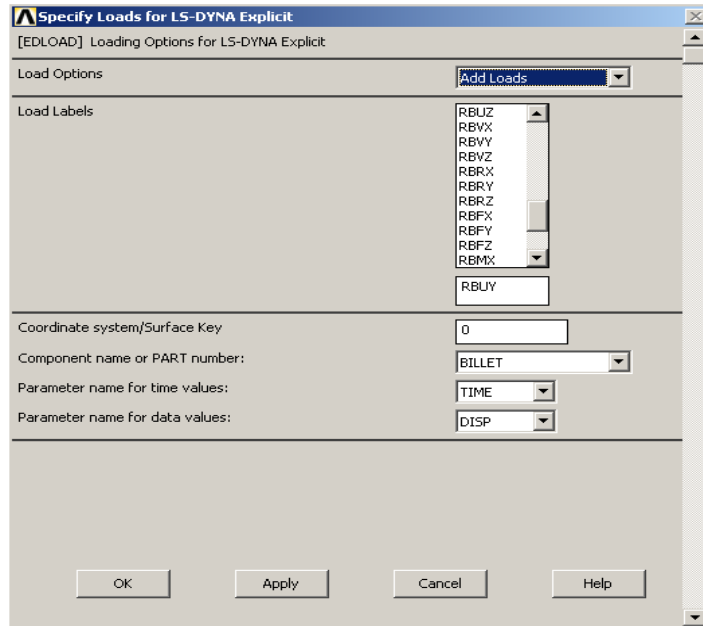 Specify Loads for LS-DYNA Explicit
[EDLOAD] Loading Options for LS-DYNA Explicit
Load Options
Add Loads
Load Labels
RBUZ
RBVX
RBVY
RBVZ
RBRX
RBRY
RBRZ
RBFX
RBFY
RBFZ
RBMX
RBUY
Coordinate system/Surface Key
0
Component name or PART number:
BILLET
Parameter name for time values:
TIME
Parameter name for data values:
DISP
OK Apply Cancel Help